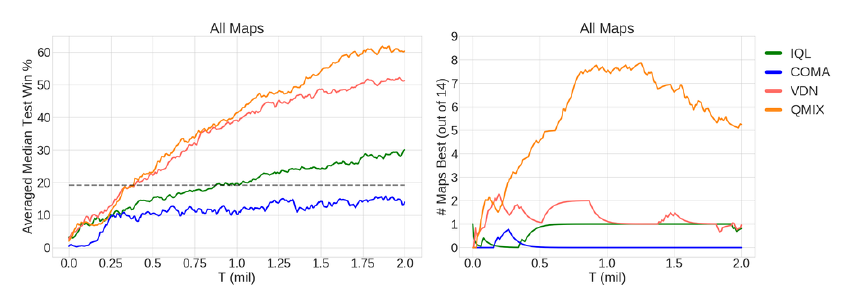 All Maps
Averaged Median Test Win %
60
50
40
30
20
10
0
0.0 0.25 0.5 0.75 1.0 1.25 1.5 1.75 2.0
T (mil)
All Maps
# Maps Best (out of 14)
9
8
7
6
5
4
3
2
1
0
0.0 0.5 1.0 1.5 2.0
T (mil)
IQL
COMA
VDN
QMIX